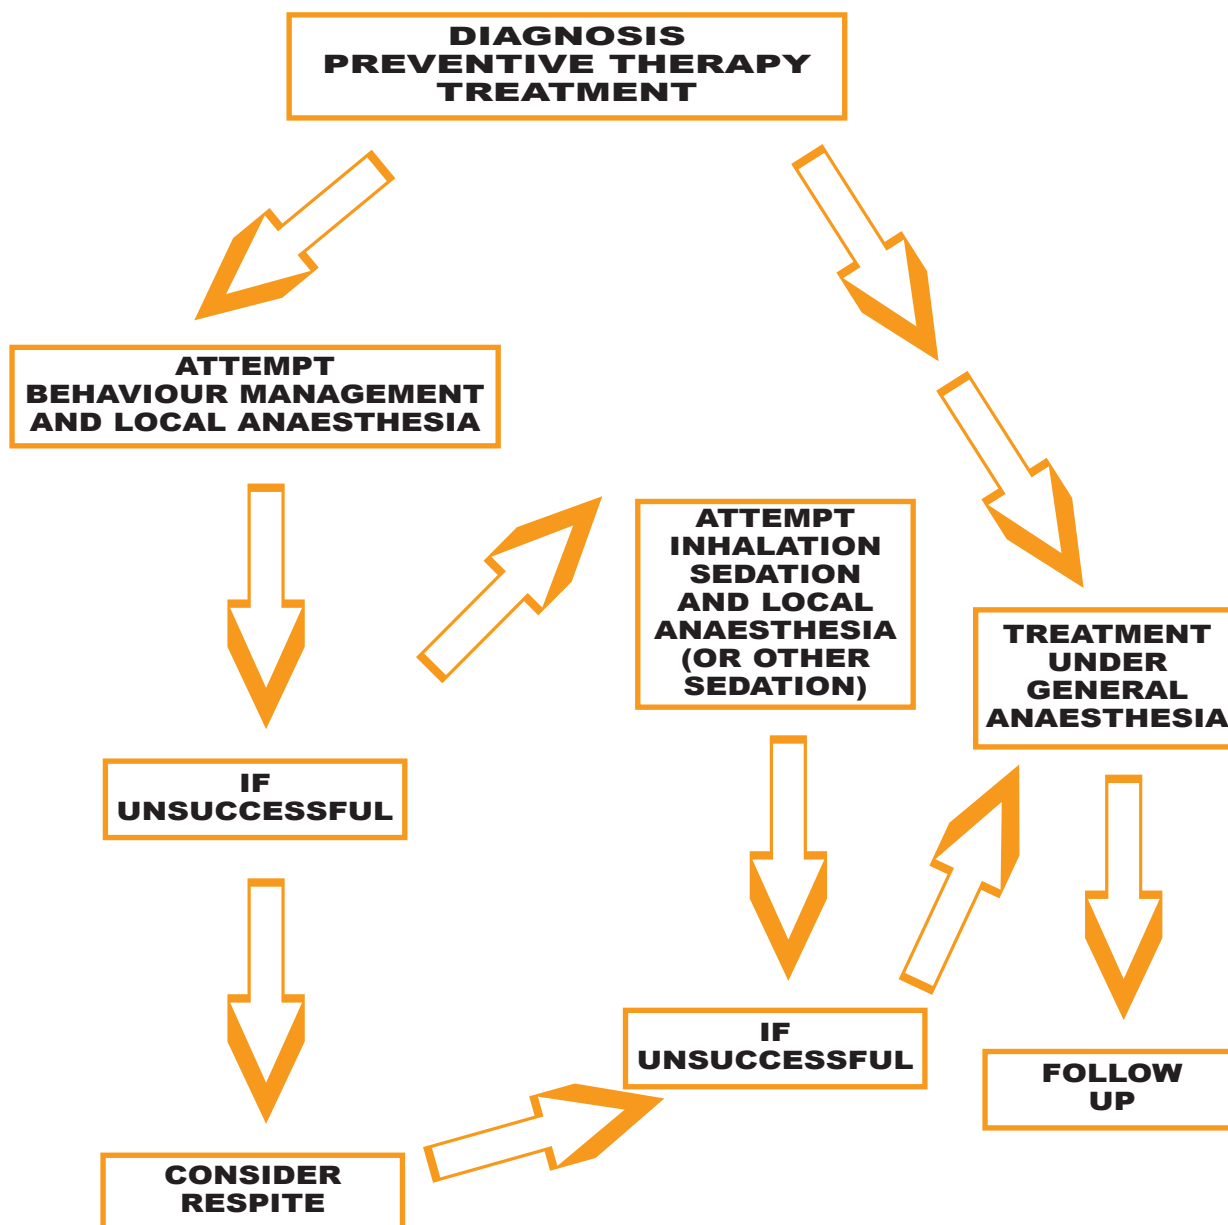 DIAGNOSIS
PREVENTIVE THERAPY
TREATMENT
ATTEMPT
BEHAVIOUR MANAGEMENT
AND LOCAL ANAESTHESIA
ATTEMPT
INHALATION
SEDATION
AND LOCAL
ANAESTHESIA
(OR OTHER
SEDATION)
TREATMENT
UNDER
GENERAL
ANAESTHESIA
IF
UNSUCCESSFUL
IF
UNSUCCESSFUL
FOLLOW
UP
CONSIDER
RESPITE